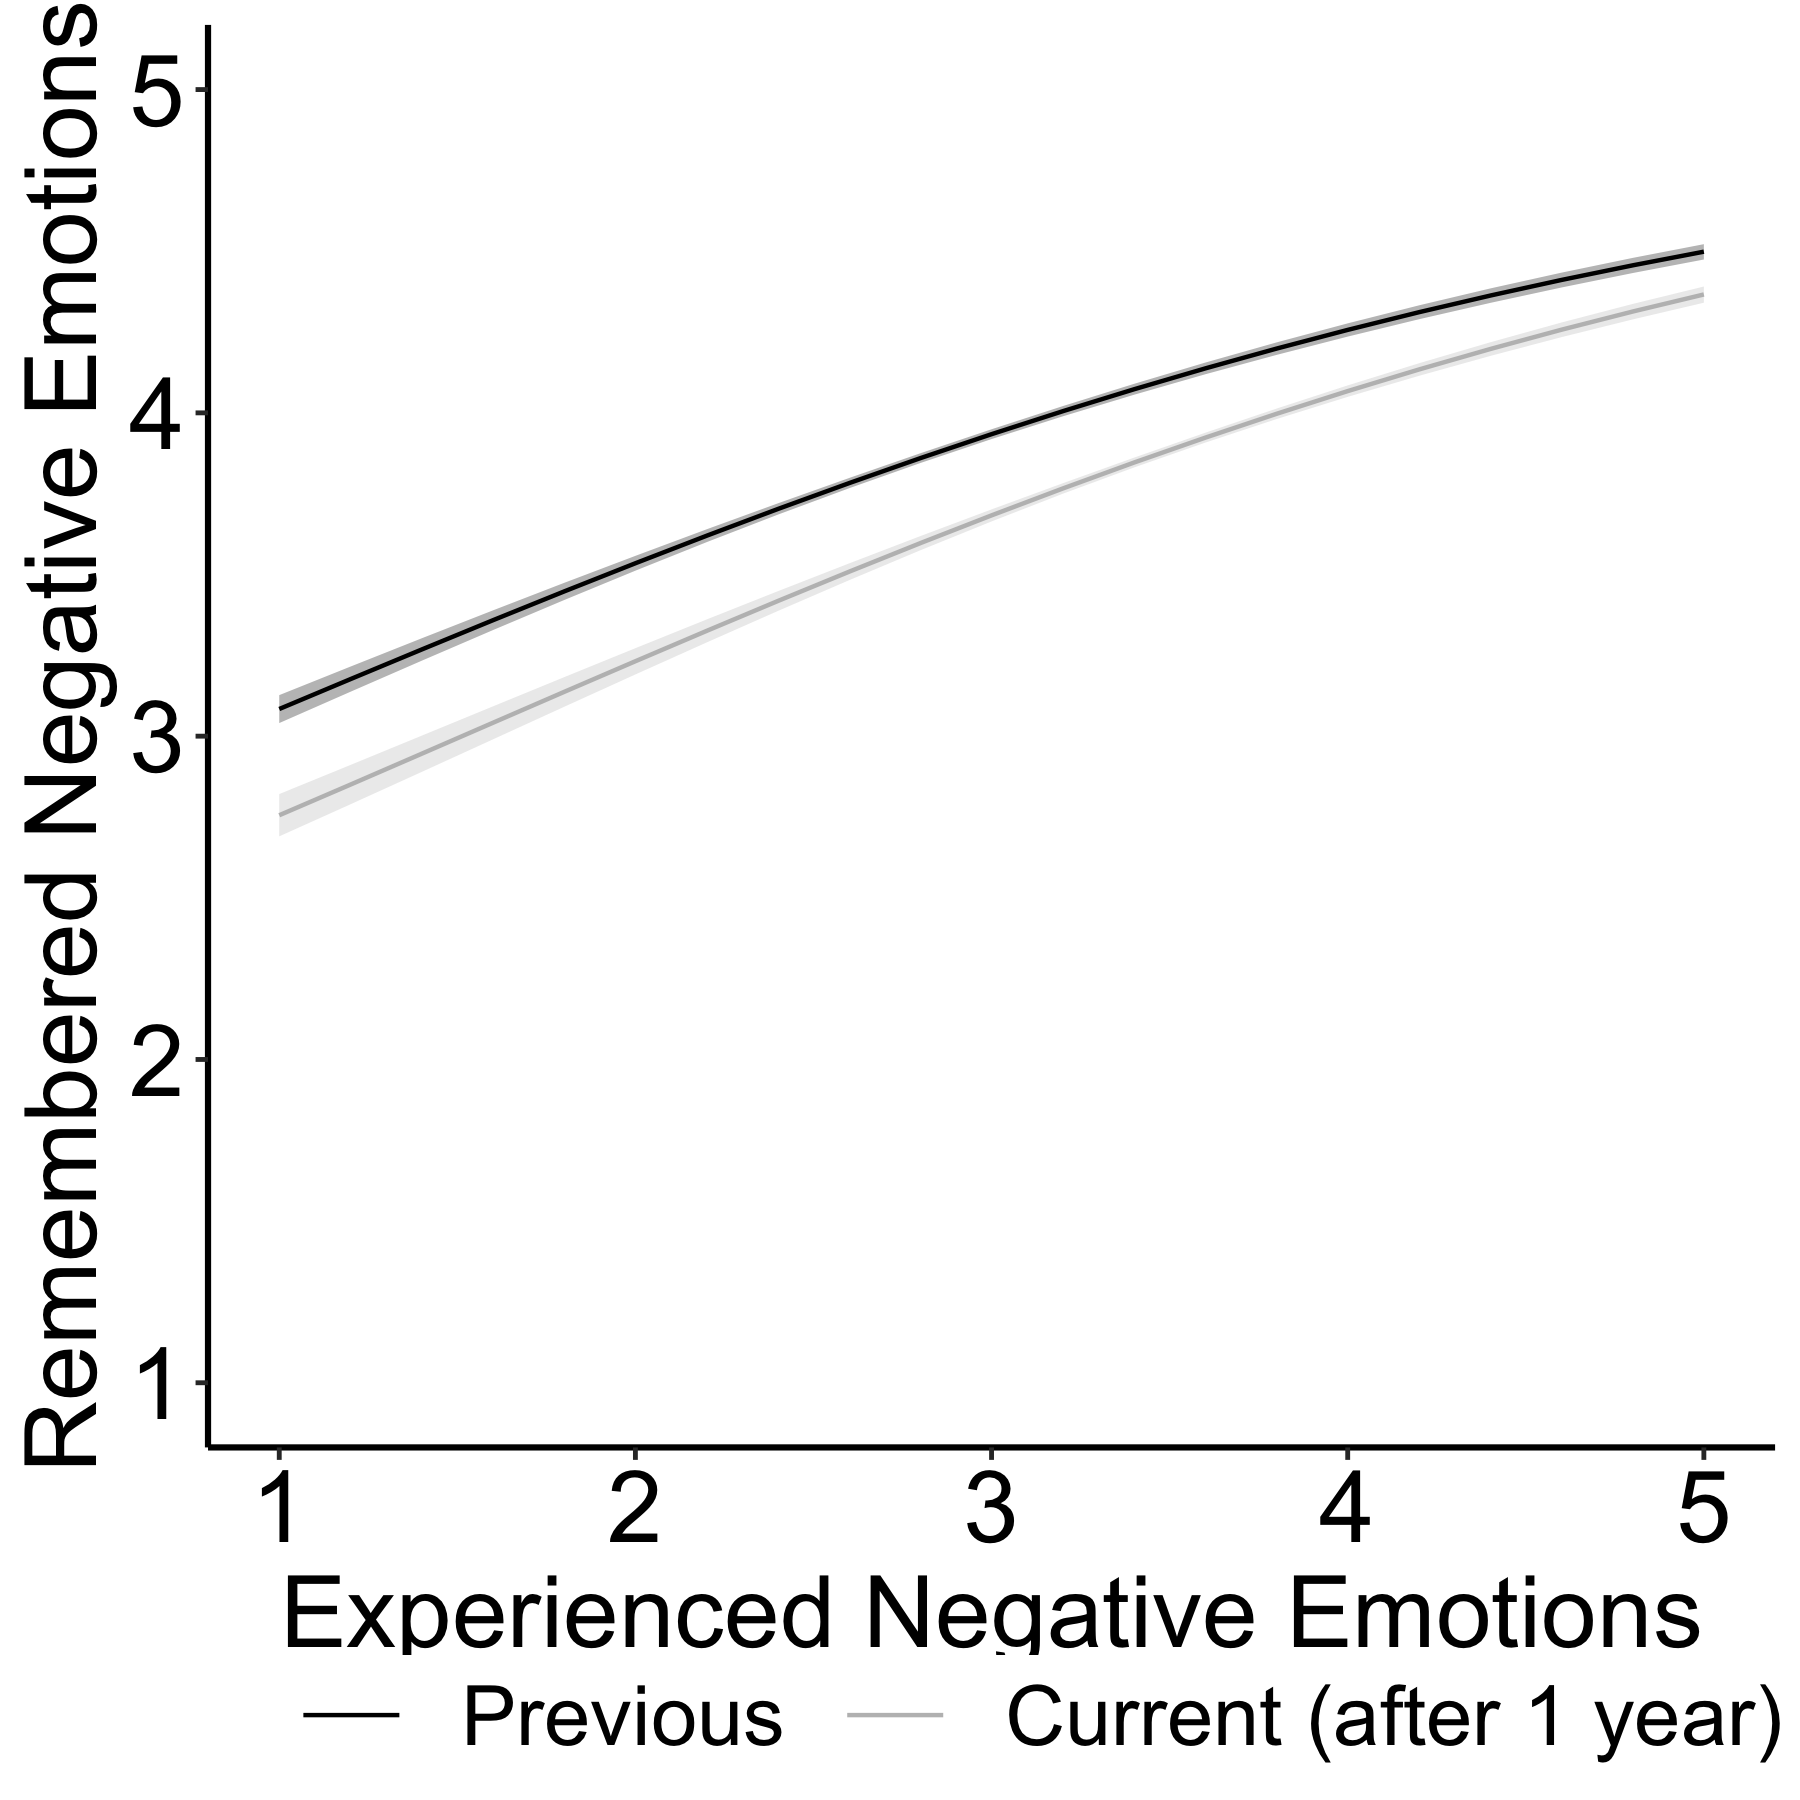 Remembered Negative Emotions
5
4
3
2
1
1 2 3 4 5
Experienced Negative Emotions
Previous Current (after 1 year)